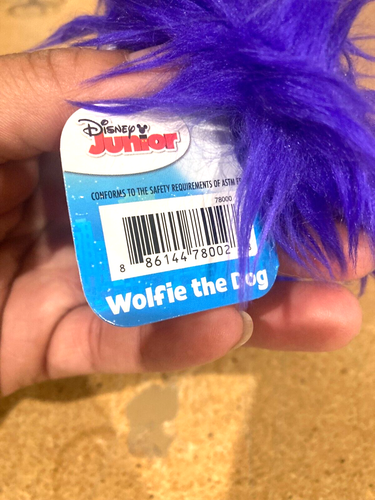 Disney
Junior
CONFORMS TO THE SAFETY REQUIREMENTS OF ASTM
78000
8 86144 78002
Wolfie the Dog